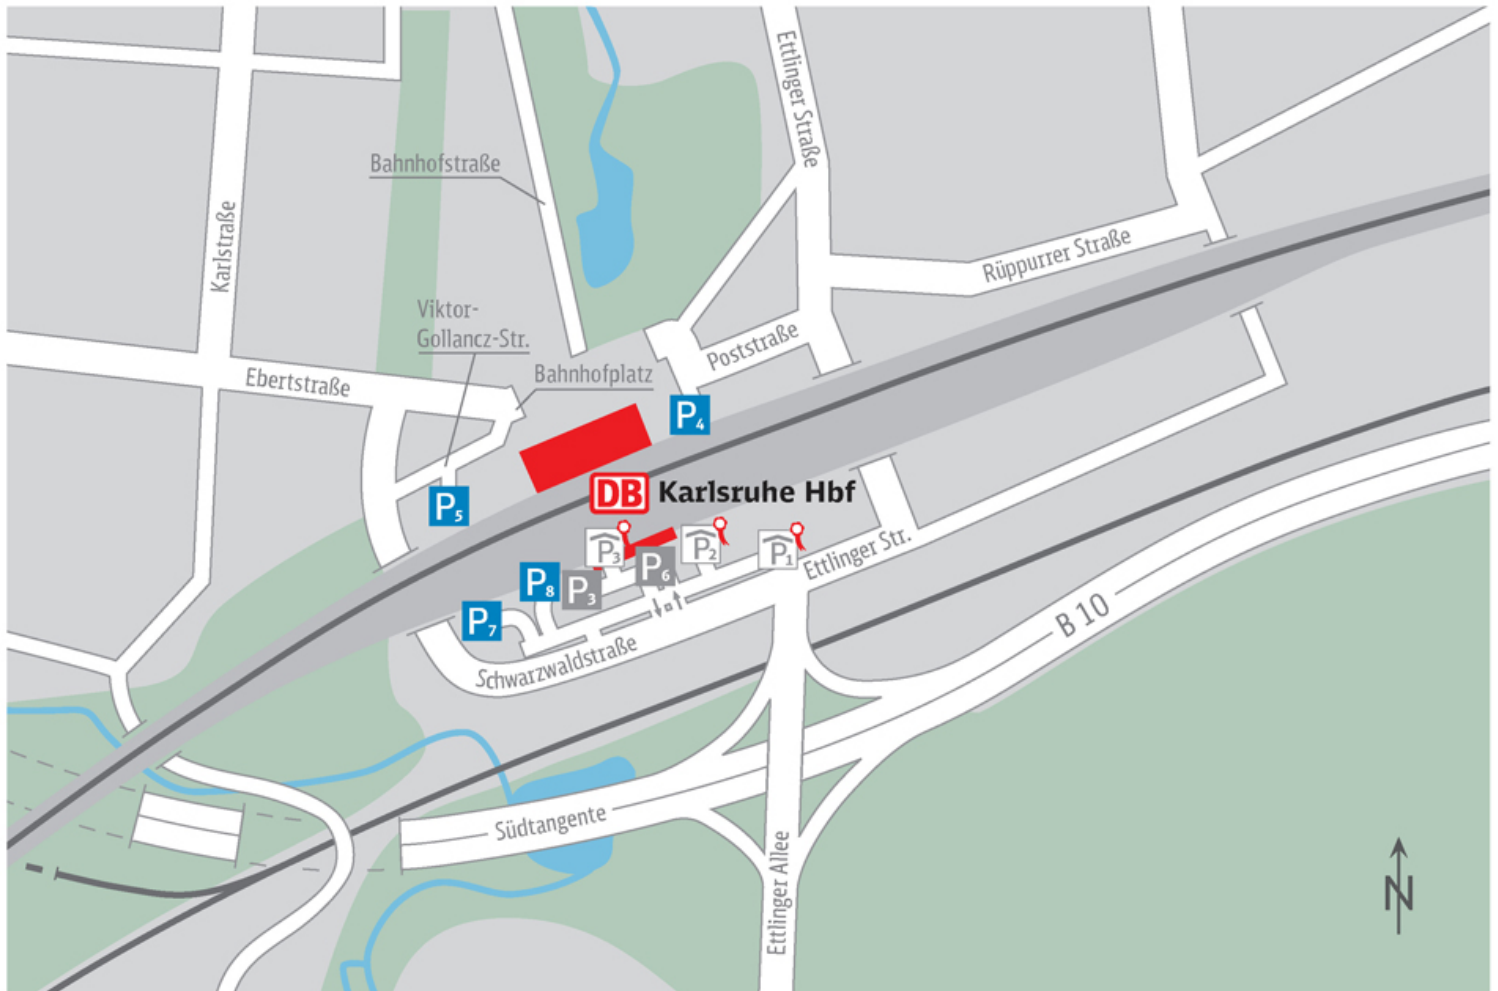 Ettlinger Straße
Bahnhofstraße
Karlstraße
Rüppurrer Straße
Viktor-
Gollancz-Str.
Poststraße
Bahnhofplatz
Ebertstraße
P4
DB Karlsruhe Hbf
P5
P3
P2
P1
Ettlinger Str.
P6
P8
P3
P7
B 10
Schwarzwaldstraße
Südtangente
Ettlinger Allee
N